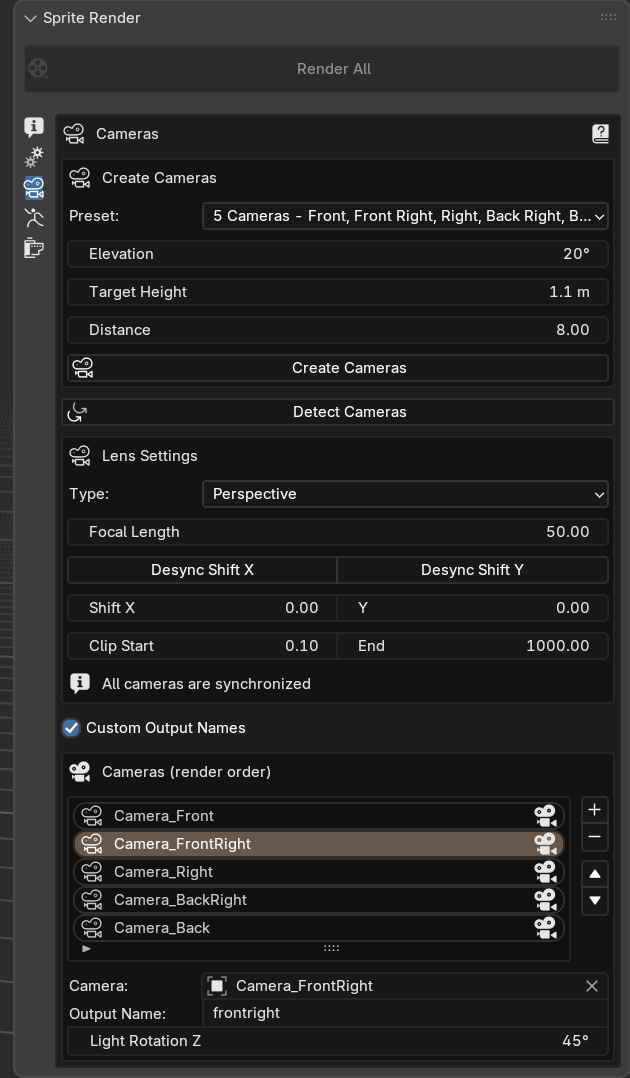 Sprite Render
Render All
Cameras
Create Cameras
Preset: 5 Cameras - Front, Front Right, Right, Back Right, B...
Elevation 20°
Target Height 1.1 m
Distance 8.00
Create Cameras
Detect Cameras
Lens Settings
Type: Perspective
Focal Length 50.00
Desync Shift X Desync Shift Y
Shift X 0.00 Y 0.00
Clip Start 0.10 End 1000.00
All cameras are synchronized
Custom Output Names
Cameras (render order)
Camera_Front
Camera_FrontRight
Camera_Right
Camera_BackRight
Camera_Back
Camera: Camera_FrontRight
Output Name: frontright
Light Rotation Z 45°